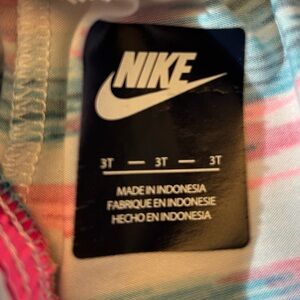 NIKE
3T — 3T — 3T
MADE IN INDONESIA
FABRIQUE EN INDONESIE
HECHO EN INDONESIA